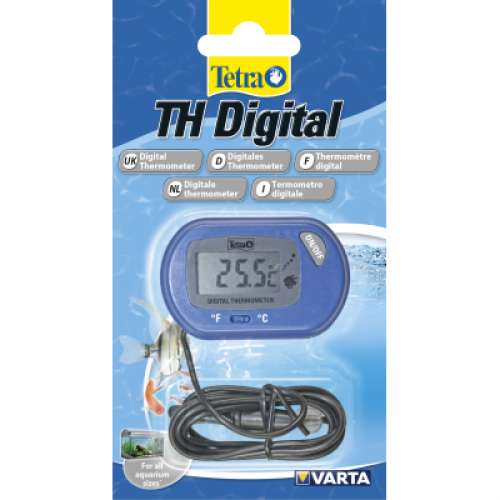 Tetra
TH Digital
UK Digital Thermometer
D Digitales Thermometer
F Thermomètre digital
NL Digitale thermometer
I Termometro digitale
Tetra
ON/OFF
25.5°C
DIGITAL THERMOMETER
°F °C
For all
aquarium
sizes
VARTA